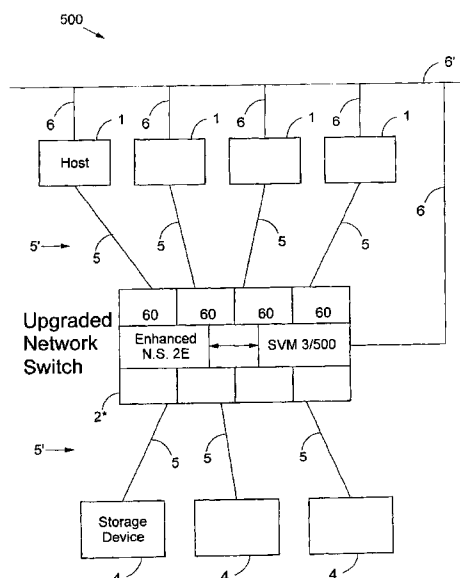 500
6'
6 6 6 6
1 1 1 1
Host
6
5'
5 5 5 5
60 60 60 60
Upgraded
Network
Switch
Enhanced
N.S. 2E
SVM 3/500
2*
5'
5 5 5
Storage
Device
4 4 4